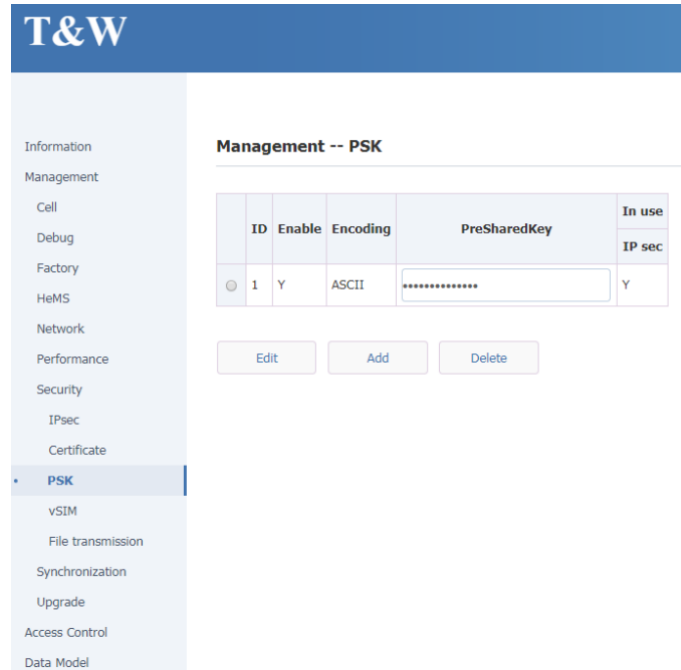 T&W
Information
Management
Cell
Debug
Factory
HeMS
Network
Performance
Security
IPsec
Certificate
PSK
vSIM
File transmission
Synchronization
Upgrade
Access Control
Data Model
Management -- PSK
ID Enable Encoding PreSharedKey In use
IP sec
1 Y ASCII •••••••••••••• Y
Edit Add Delete